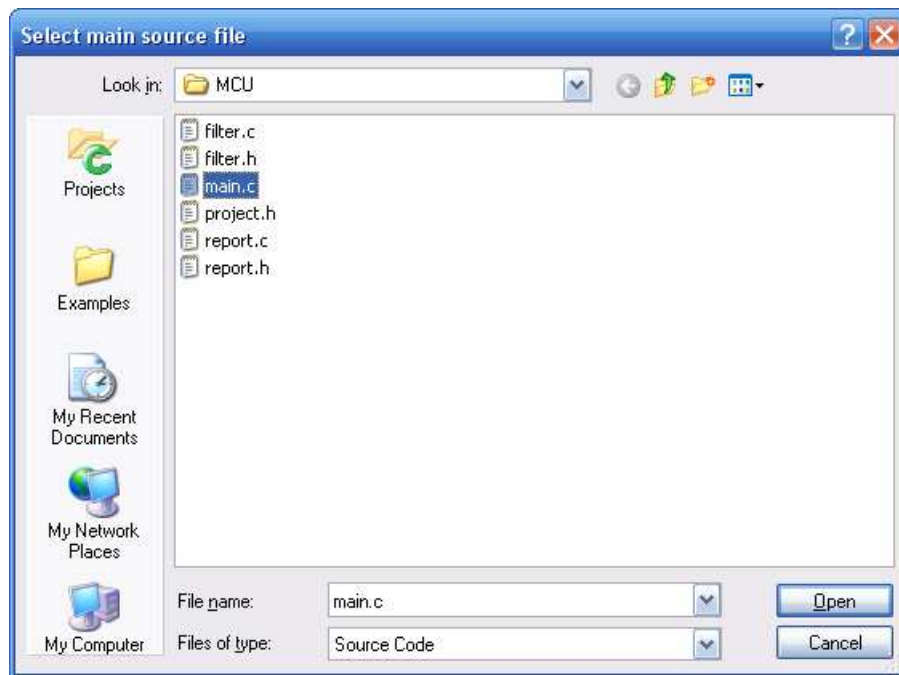 Select main source file
Look in: MCU
Projects
Examples
My Recent
Documents
My Network
Places
My Computer
filter.c
filter.h
main.c
project.h
report.c
report.h
File name: main.c Open
Files of type: Source Code Cancel